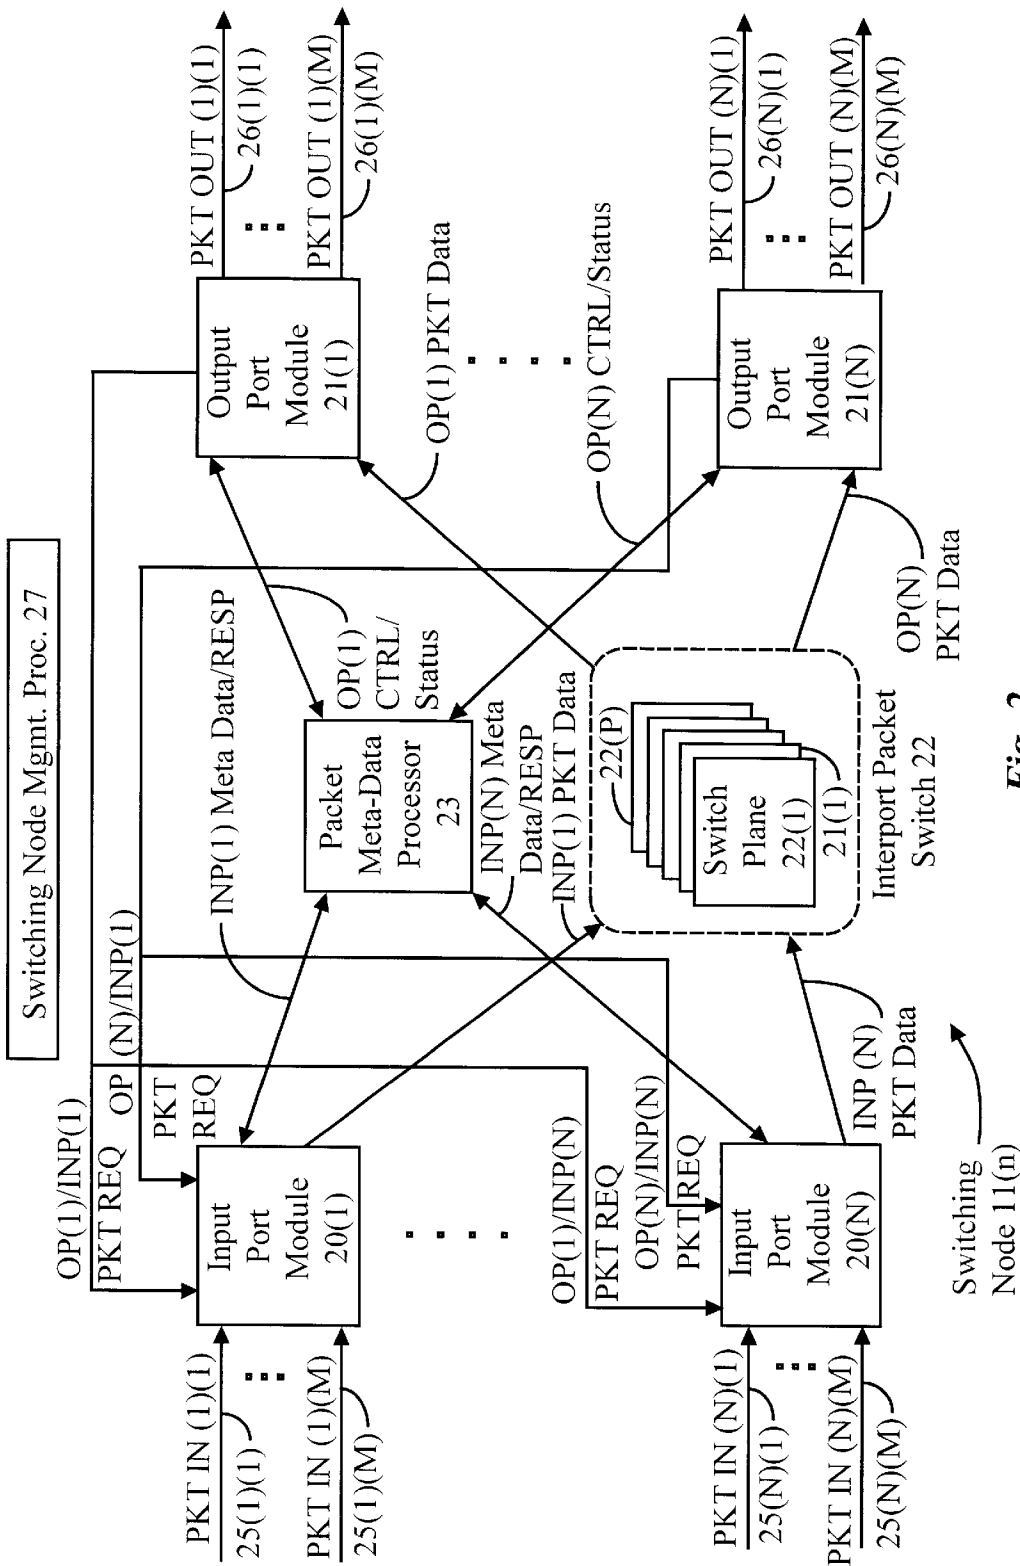 Switching Node Mgmt. Proc. 27
OP(1)/INP(1)
PKT REQ
OP (N)/INP(1)
PKT
REQ
PKT IN (1)(1)
25(1)(1)
PKT IN (1)(M)
25(1)(M)
Input
Port
Module
20(1)
INP(1) Meta Data/RESP
Packet
Meta-Data
Processor
23
OP(1)
CTRL/
Status
Output
Port
Module
21(1)
PKT OUT (1)(1)
26(1)(1)
PKT OUT (1)(M)
26(1)(M)
OP(1) PKT Data
OP(N) CTRL/Status
INP(N) Meta
Data/RESP
INP(1) PKT Data
OP(1)/INP(N)
PKT REQ
OP(N)/INP(N)
PKT REQ
PKT IN (N)(1)
25(N)(1)
PKT IN (N)(M)
25(N)(M)
Input
Port
Module
20(N)
INP (N)
PKT Data
22(P)
Switch
Plane
22(1)
21(1)
Interport Packet
Switch 22
OP(N)
PKT Data
Output
Port
Module
21(N)
PKT OUT (N)(1)
26(N)(1)
PKT OUT (N)(M)
26(N)(M)
Switching
Node 11(n)